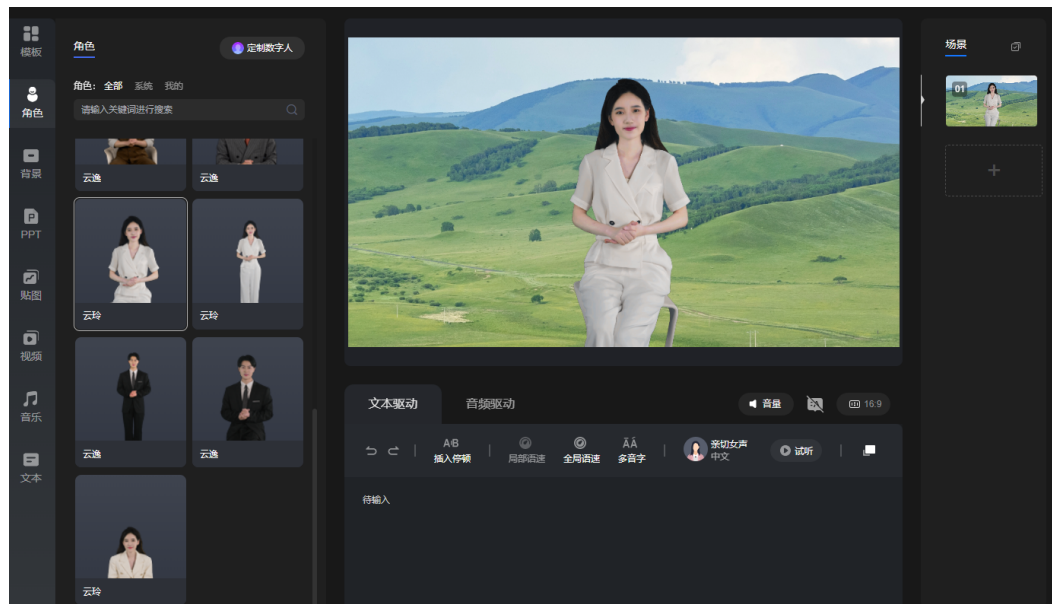 模板
角色
背景
PPT
贴图
视频
音乐
文本
角色
定制数字人
角色： 全部 系统 我的
请输入关键词进行搜索
云逸
云逸
云玲
云玲
云逸
云逸
云玲
文本驱动
音频驱动
音量
16:9
A·B
插入停顿
局部语速
全局语速
ĀÁ
多音字
亲切女声
中文
试听
待输入
场景
01